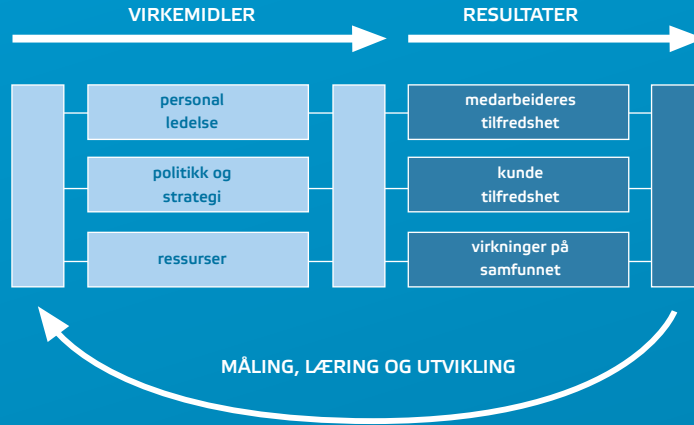 VIRKEMIDLER
RESULTATER
personal
ledelse
medarbeideres
tilfredshet
politikk og
strategi
kunde
tilfredshet
ressurser
virkninger på
samfunnet
MÅLING, LÆRING OG UTVIKLING